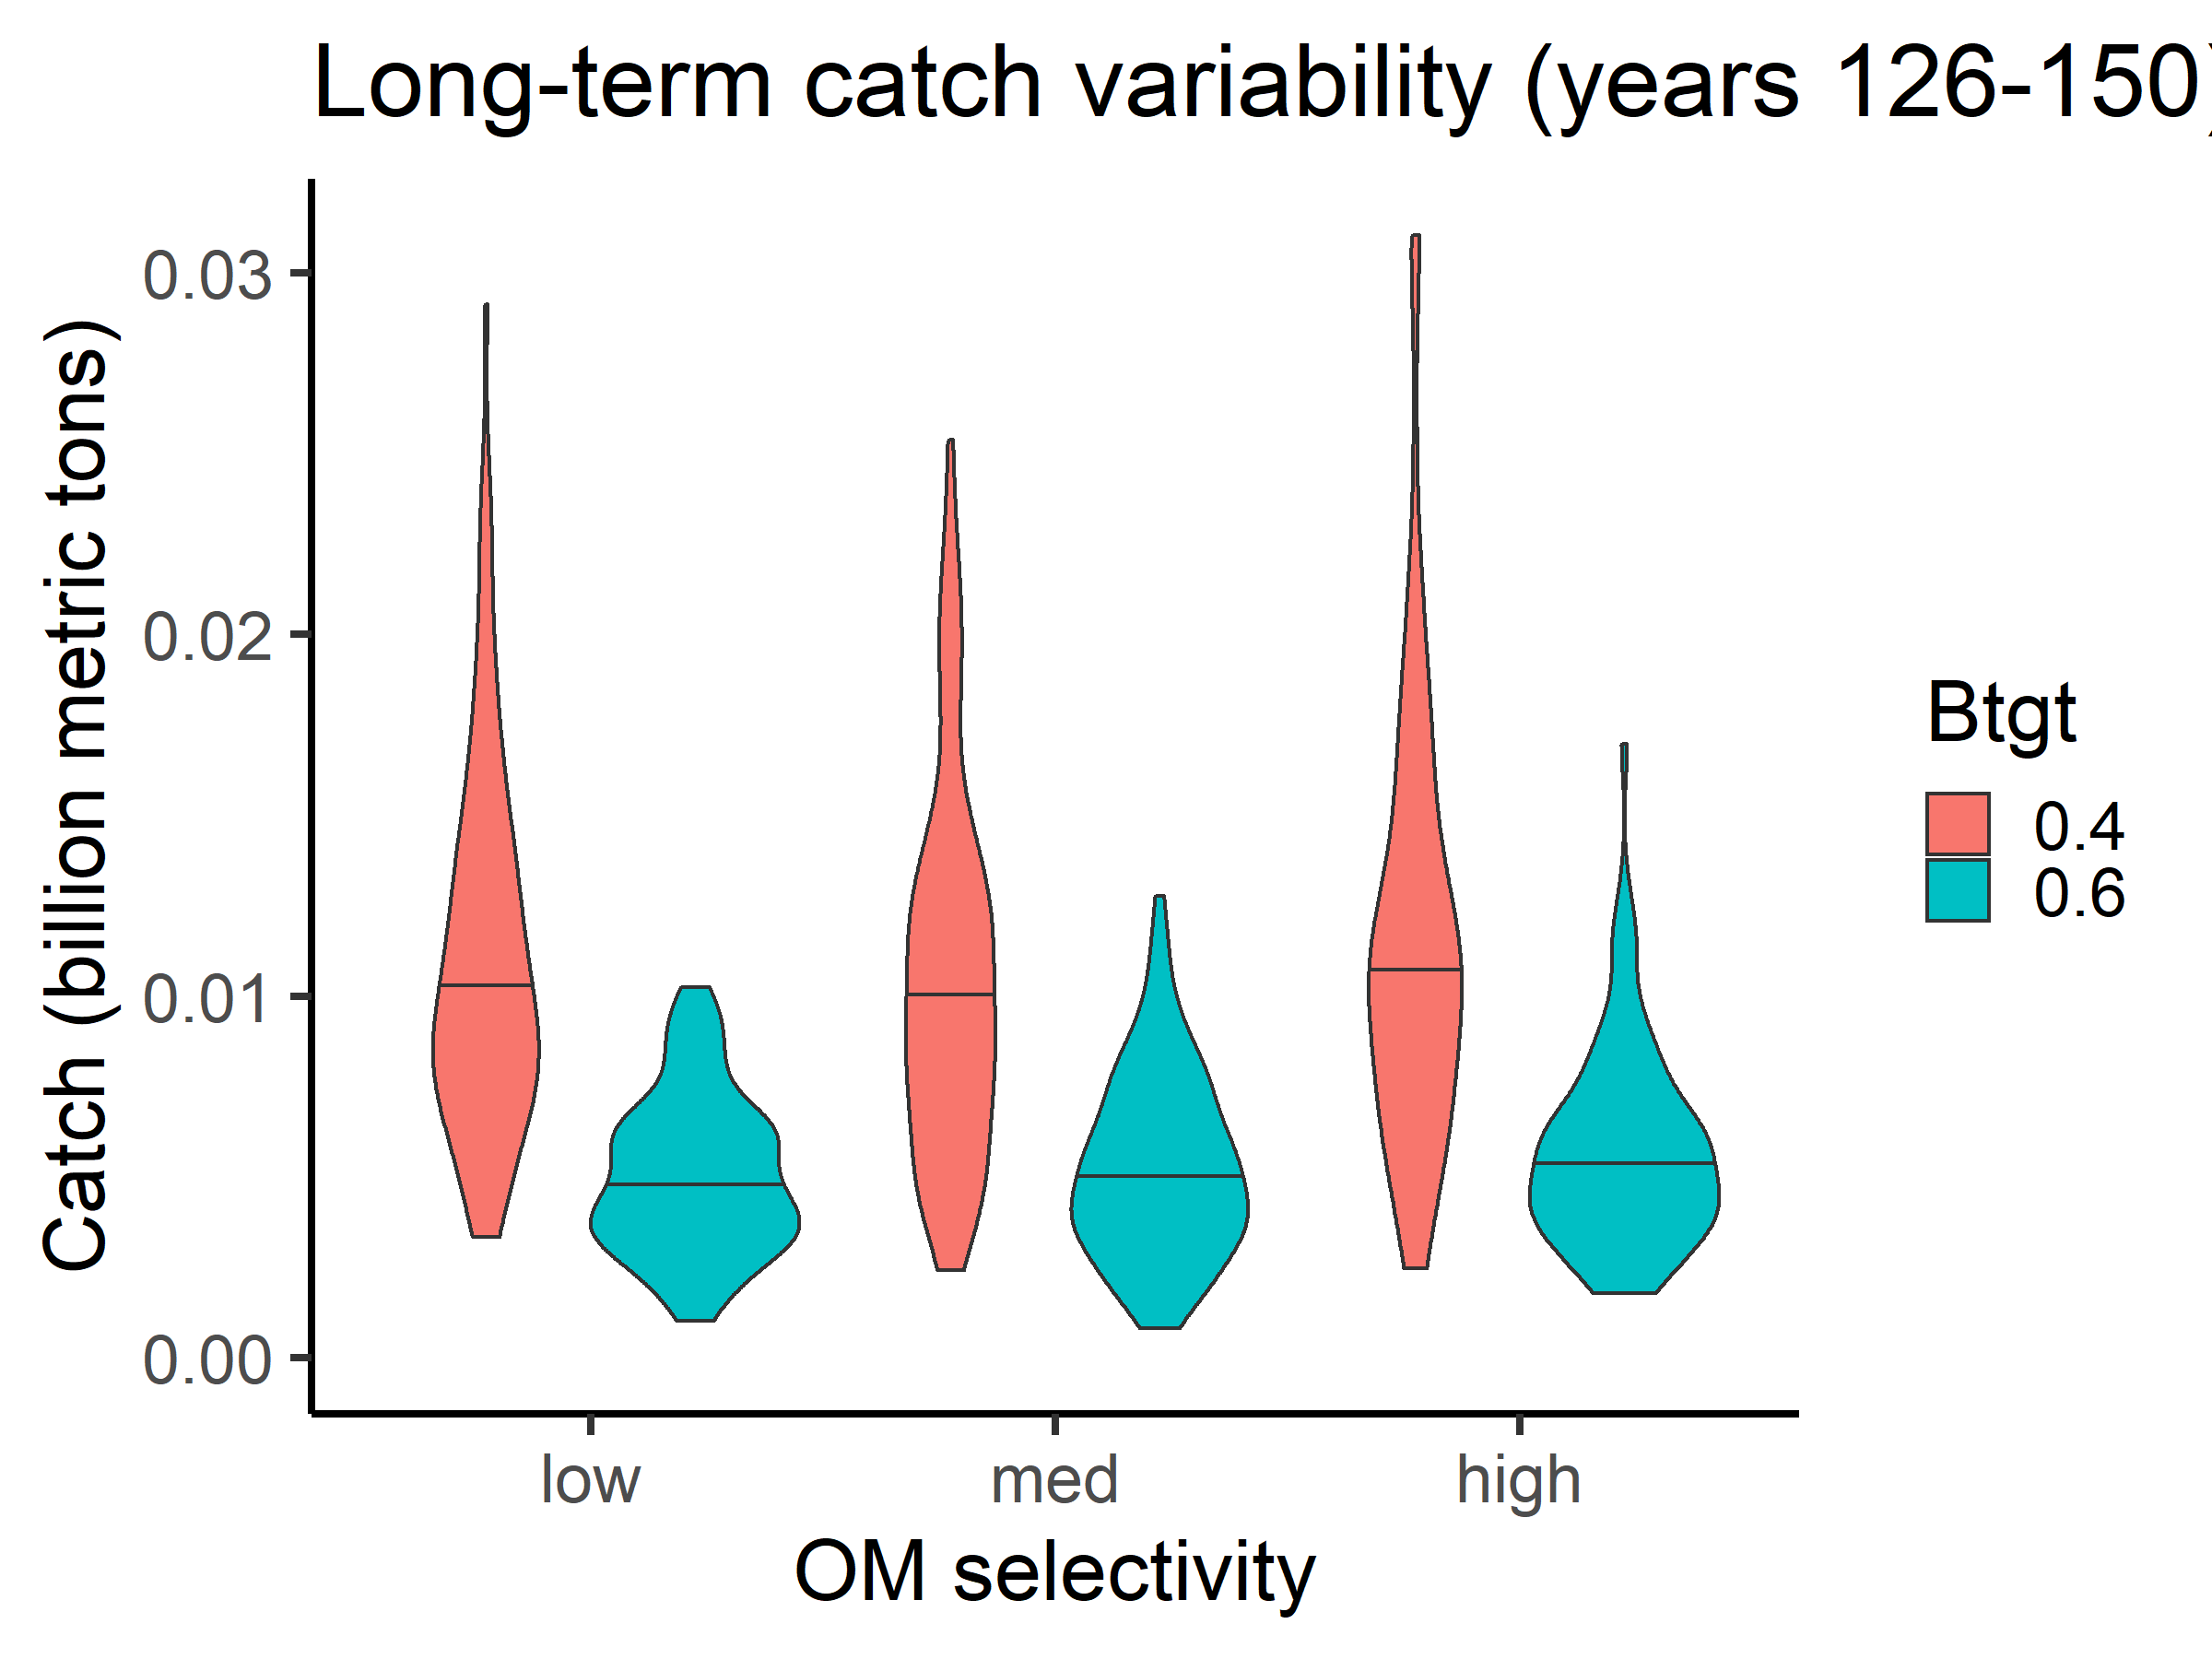 Long-term catch variability (years 126-150)
Catch (billion metric tons)
0.03
0.02
0.01
0.00
low med high
OM selectivity
Btgt
0.4
0.6